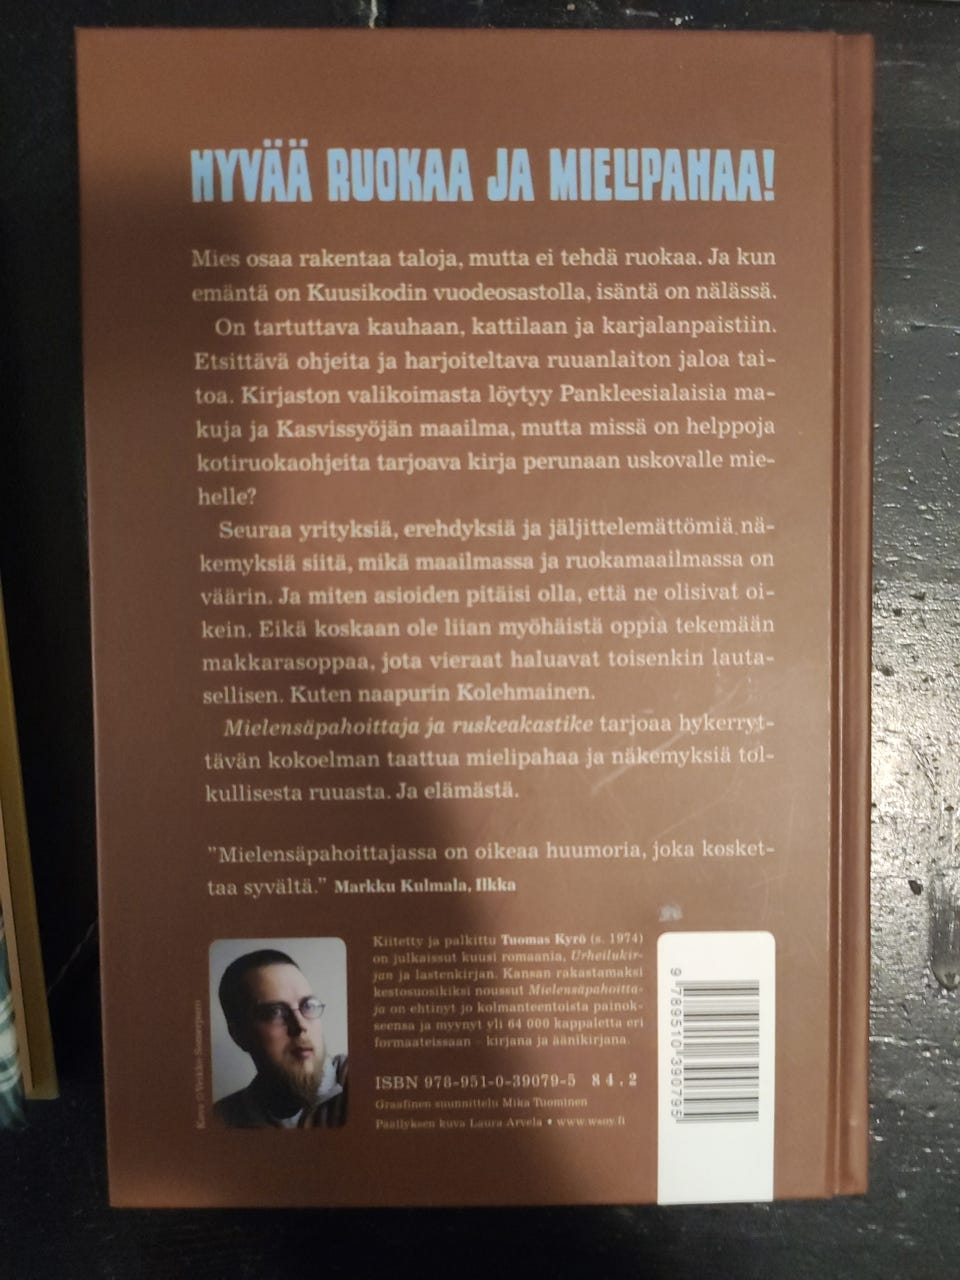 HYVÄÄ RUOKAA JA MIELIPAHAA!
Mies osaa rakentaa taloja, mutta ei tehdä ruokaa. Ja kun
emäntä on Kuusikodin vuodeosastolla, isäntä on nälässä.
On tartuttava kauhaan, kattilaan ja karjalanpaistiin.
Etsittävä ohjeita ja harjoiteltava ruuanlaiton jaloa tai-
toa. Kirjaston valikoimasta löytyy Pankleesialaisia ma-
kuja ja Kasvissyöjän maailma, mutta missä on helppoja
kotiruokaohjeita tarjoava kirja perunaan uskovalle mie-
helle?
Seuraa yrityksiä, erehdyksiä ja jäljittelemättömiä nä-
kemyksiä siitä, mikä maailmassa ja ruokamaailmassa on
väärin. Ja miten asioiden pitäisi olla, että ne olisivat oi-
kein. Eikä koskaan ole liian myöhäistä oppia tekemään
makkarasoppaa, jota vieraat haluavat toisenkin lauta-
sellisen. Kuten naapurin Kolehmainen.
Mielensäpahoittaja ja ruskeakastike tarjoaa hykerryt-
tävän kokoelman taattua mielipahaa ja näkemyksiä tol-
kullisesta ruuasta. Ja elämästä.
"Mielensäpahoittajassa on oikeaa huumoria, joka kosket-
taa syvältä." Markku Kulmala, Ilkka
Kiitetty ja palkittu Tuomas Kyrö (s. 1974)
on julkaissut kuusi romaania, Urheilukir-
jan ja lastenkirjan. Kansan rakastamaksi
kestosuosikiksi noussut Mielensäpahoitta-
ja on ehtinyt jo kolmanteentoista painok-
seensa ja myynyt yli 64 000 kappaletta eri
formaateissaan – kirjana ja äänikirjana.
ISBN 978-951-0-39079-5 84.2
Graafinen suunnittelu Mika Tuominen
Päällyksen kuva Laura Arvela • www.wsoy.fi
Kuva © Veikko Somerpuro
9 789510 390795